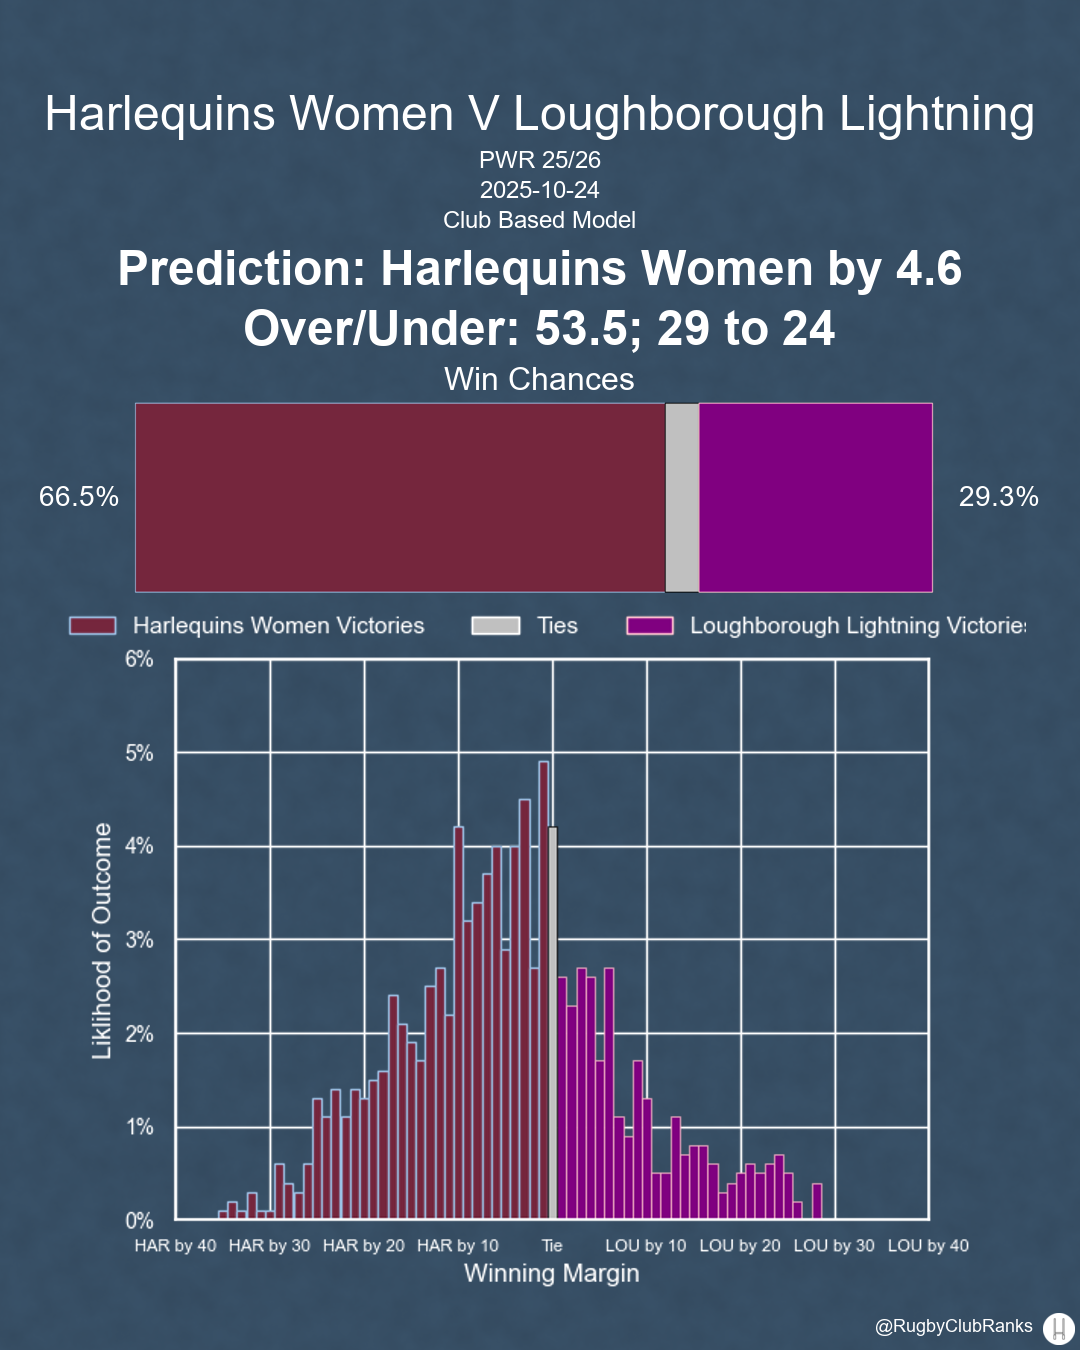 Harlequins Women V Loughborough Lightning
PWR 25/26
2025-10-24
Club Based Model
Prediction: Harlequins Women by 4.6
Over/Under: 53.5; 29 to 24
Win Chances
66.5%
29.3%
Harlequins Women Victories Ties Loughborough Lightning Victories
6%
5%
4%
3%
2%
1%
0%
Liklihood of Outcome
HAR by 40 HAR by 30 HAR by 20 HAR by 10 Tie LOU by 10 LOU by 20 LOU by 30 LOU by 40
Winning Margin
@RugbyClubRanks